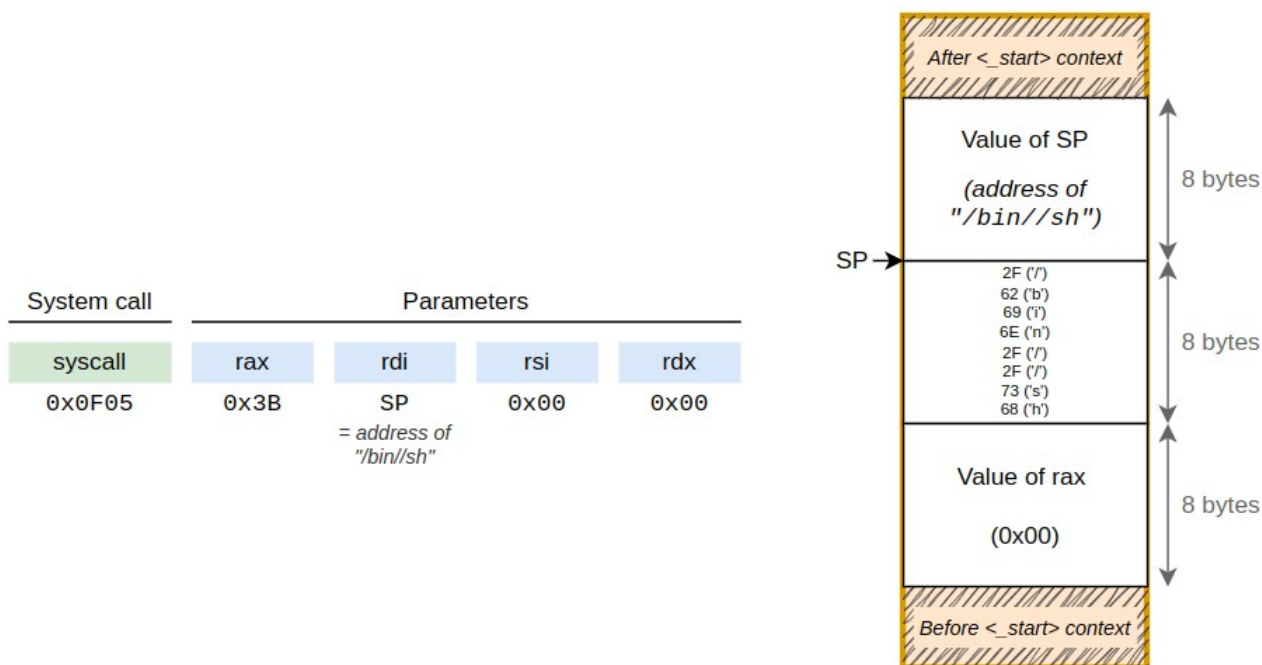 System call
Parameters
syscall
rax
rdi
rsi
rdx
0x0F05
0x3B
SP
0x00
0x00
= address of
"/bin//sh"
After <_start> context
Value of SP
(address of
"/bin//sh")
8 bytes
SP
2F ('/')
62 ('b')
69 ('i')
6E ('n')
2F ('/')
2F ('/')
73 ('s')
68 ('h')
8 bytes
Value of rax
(0x00)
8 bytes
Before <_start> context